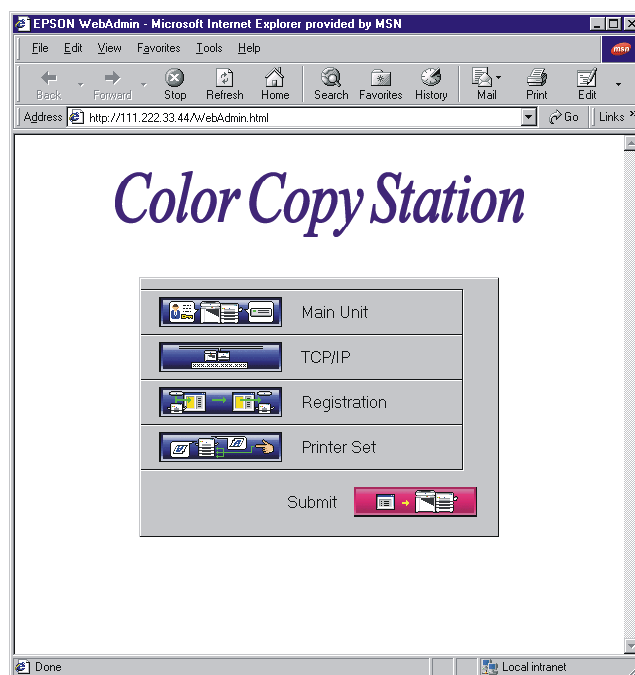 EPSON WebAdmin - Microsoft Internet Explorer provided by MSN
File Edit View Favorites Tools Help
msn
Back Forward Stop Refresh Home Search Favorites History Mail Print Edit
Address http://111.222.33.44/WebAdmin.html Go Links »
Color Copy Station
Main Unit
TCP/IP
Registration
Printer Set
Submit
Done Local intranet